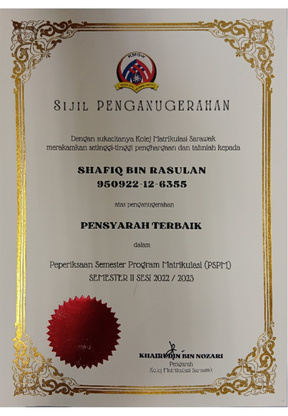 SIJIL PENGANUGERAHAN
Dengan sukacitanya Kolej Matrikulasi Sarawak
merakamkan setinggi-tinggi penghargaan dan tahniah kepada
SHAFIQ BIN RASULAN
950922-12-6355
atas penganugerahan
PENSYARAH TERBAIK
dalam
Peperiksaan Semester Program Matrikulasi (PSPM)
SEMESTER II SESI 2022 / 2023
KHAIRUDIN BIN NOZARI
Pengarah
Kolej Matrikulasi Sarawak